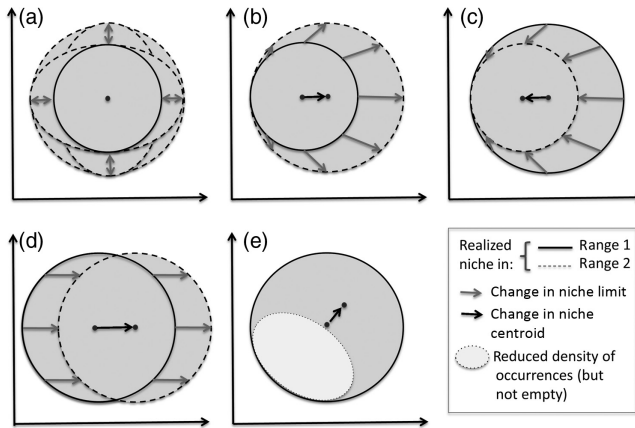 (a)
(b)
(c)
(d)
(e)
Realized
niche in:
Range 1
Range 2
Change in niche limit
Change in niche
centroid
Reduced density of
occurrences (but
not empty)